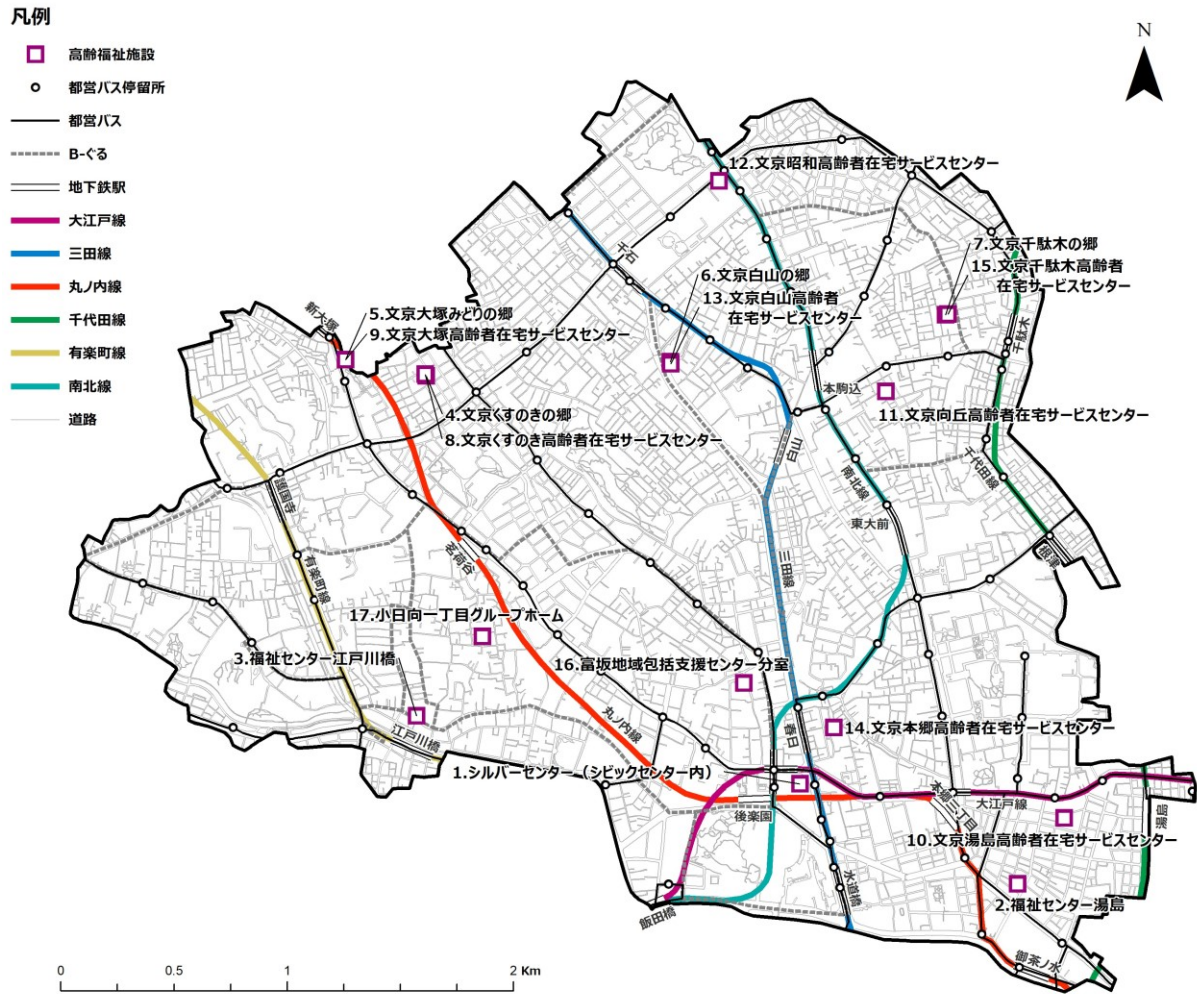 凡例
高齢福祉施設
都営バス停留所
都営バス
B-ぐる
地下鉄駅
大江戸線
三田線
丸ノ内線
千代田線
有楽町線
南北線
道路
N
12.文京昭和高齢者在宅サービスセンター
7.文京千駄木の郷
15.文京千駄木高齢者
在宅サービスセンター
千石
6.文京白山の郷
13.文京白山高齢者
在宅サービスセンター
新大塚
5.文京大塚みどりの郷
9.文京大塚高齢者在宅サービスセンター
千駄木
本駒込
4.文京くすのきの郷
8.文京くすのき高齢者在宅サービスセンター
11.文京向丘高齢者在宅サービスセンター
白山
南北線
千代田線
護国寺
東大前
有楽町線
茗荷谷
三田線
根津
17.小日向一丁目グループホーム
3.福祉センター江戸川橋
16.富坂地域包括支援センター分室
丸ノ内線
江戸川橋
春日
14.文京本郷高齢者在宅サービスセンター
1.シルバーセンター（シビックセンター内）
後楽園
本郷三丁目
大江戸線
湯島
10.文京湯島高齢者在宅サービスセンター
水道橋
2.福祉センター湯島
飯田橋
御茶ノ水
0 0.5 1 2 Km